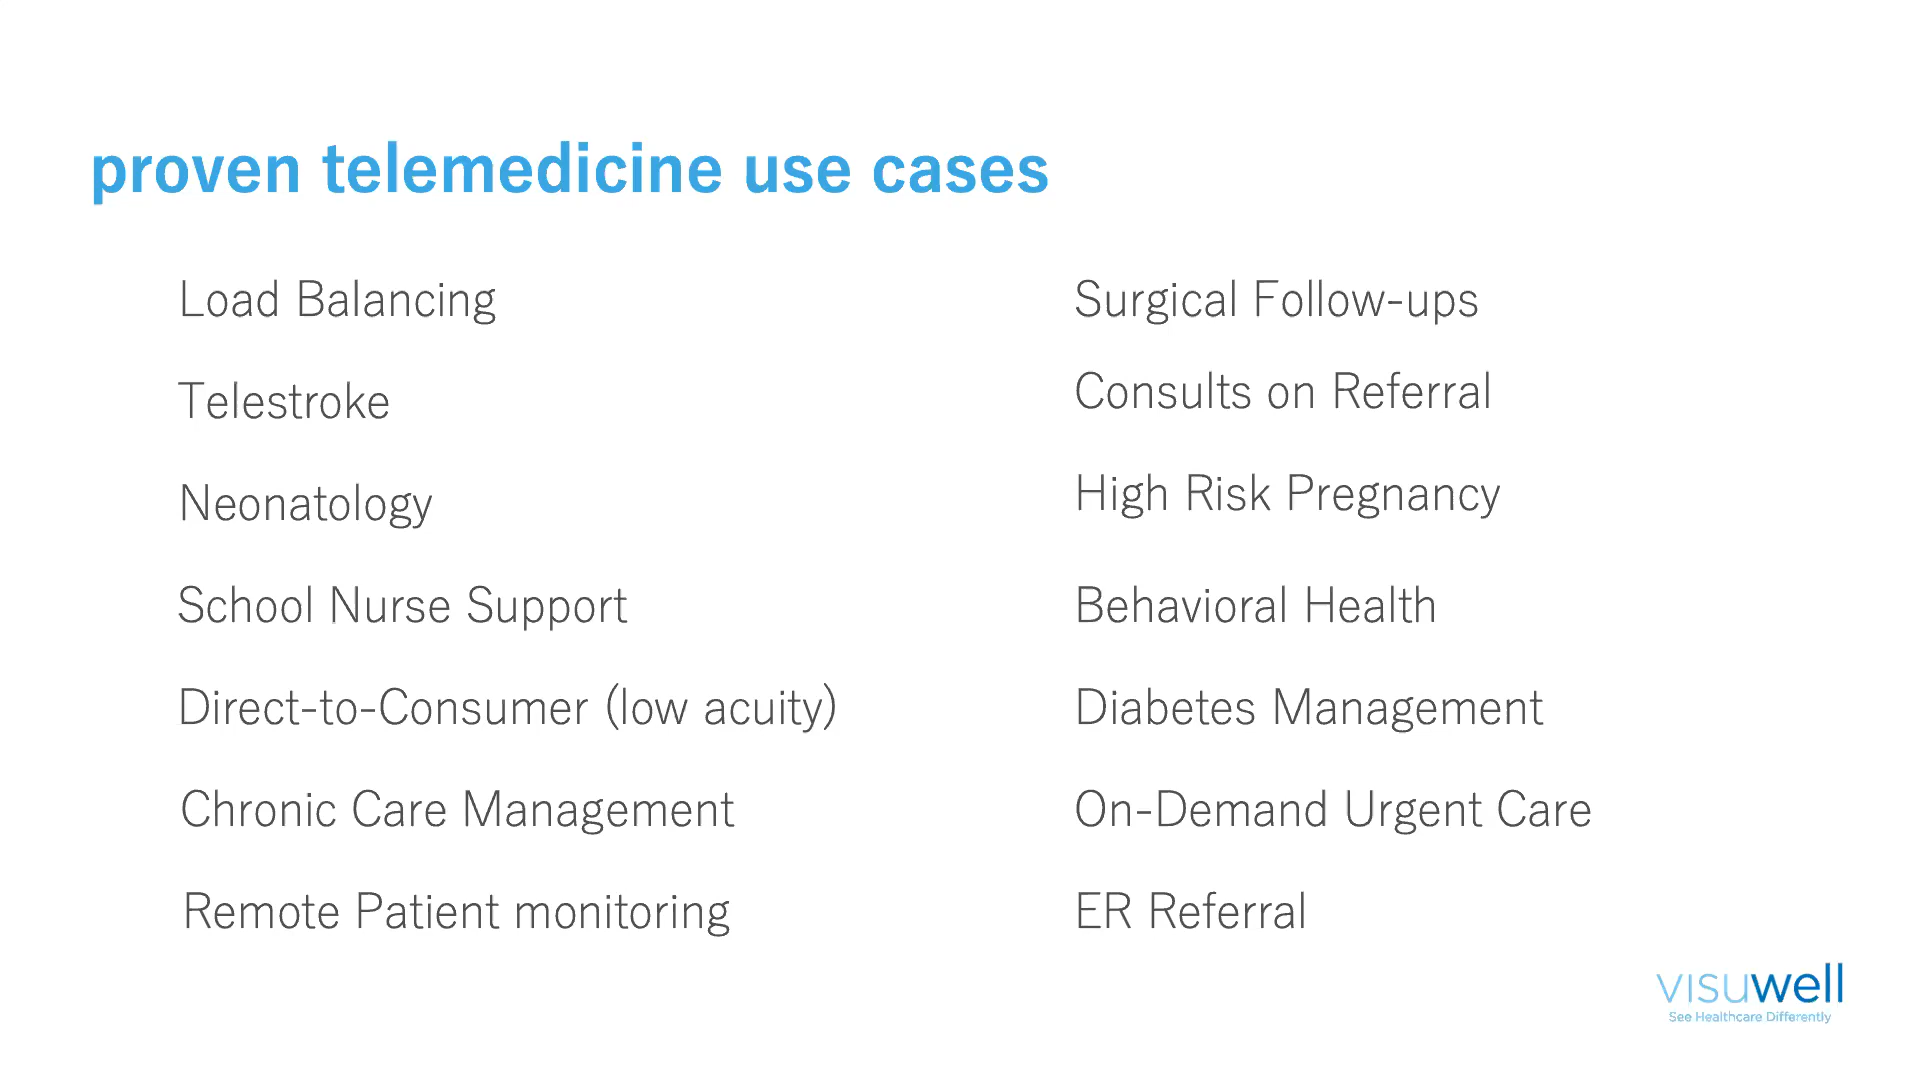 proven telemedicine use cases
Load Balancing
Telestroke
Neonatology
School Nurse Support
Direct-to-Consumer (low acuity)
Chronic Care Management
Remote Patient monitoring
Surgical Follow-ups
Consults on Referral
High Risk Pregnancy
Behavioral Health
Diabetes Management
On-Demand Urgent Care
ER Referral
visuwell
See Healthcare Differently